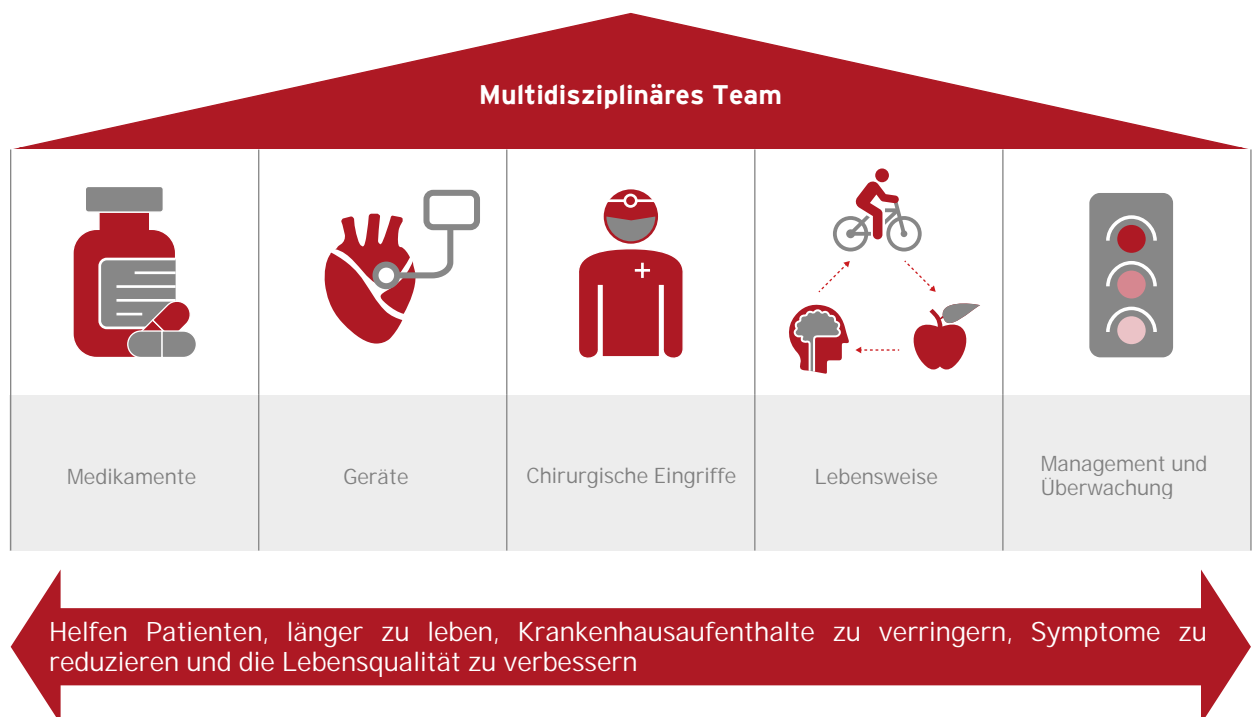 Multidisziplinäres Team
Medikamente
Geräte
Chirurgische Eingriffe
Lebensweise
Management und
Überwachung
Helfen Patienten, länger zu leben, Krankenhausaufenthalte zu verringern, Symptome zu
reduzieren und die Lebensqualität zu verbessern